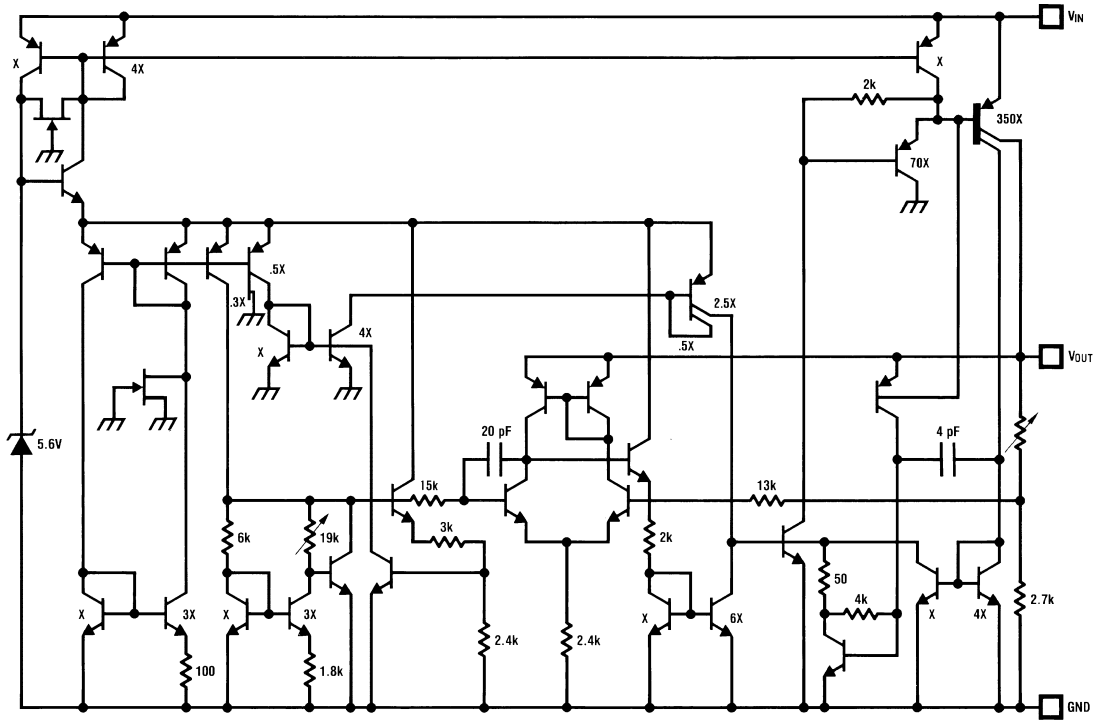 VIN
X
4X
X
2k
350X
70X
.5X
.3X
2.5X
4X
X
.5X
VOUT
20 pF
4 pF
5.6V
15k
13k
3k
6k
19k
2k
50
4k
2.7k
X
3X
X
3X
X
6X
X
4X
2.4k
2.4k
100
1.8k
GND